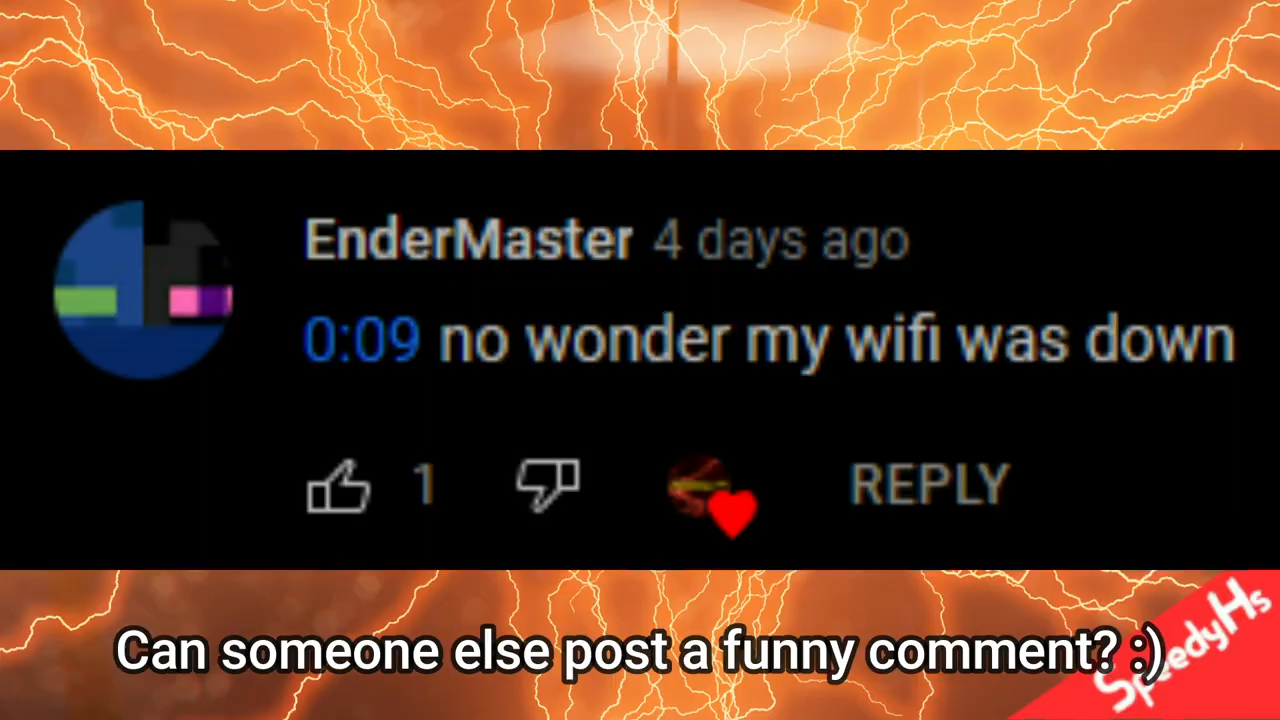 EnderMaster 4 days ago
0:09 no wonder my wifi was down
1 REPLY
Can someone else post a funny comment? :)
SpeedyHs